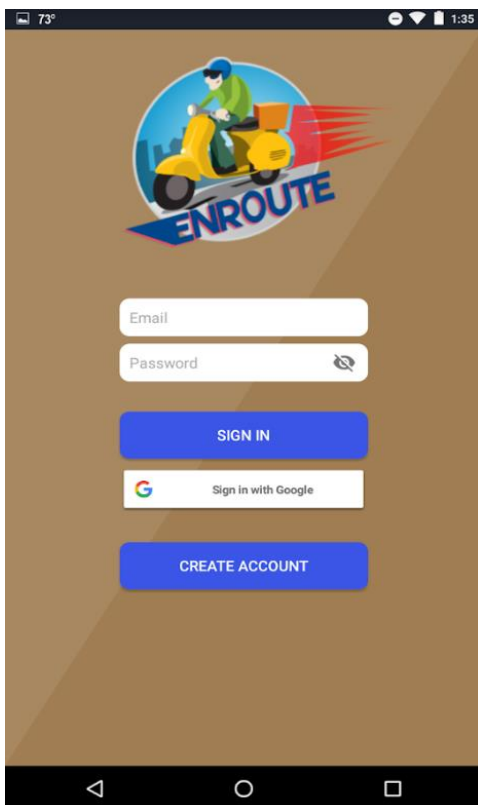 73°
1:35
ENROUTE
Email
Password
SIGN IN
Sign in with Google
CREATE ACCOUNT